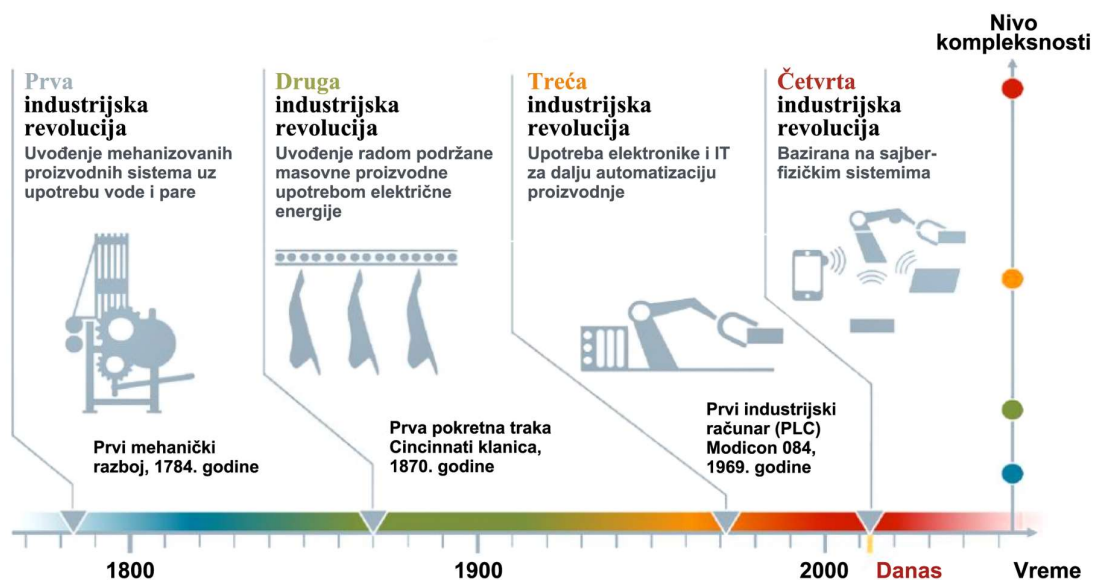 Nivo
kompleksnosti
Prva
industrijska
revolucija
Uvođenje mehanizovanih
proizvodnih sistema uz
upotrebu vode i pare
Druga
industrijska
revolucija
Uvođenje radom podržane
masovne proizvodne
upotrebom električne
energije
Treća
industrijska
revolucija
Upotreba elektronike i IT
za dalju automatizaciju
proizvodnje
Četvrta
industrijska
revolucija
Bazirana na sajber-
fizičkim sistemima
Prvi mehanički
razboj, 1784. godine
Prva pokretna traka
Cincinnati klanica,
1870. godine
Prvi industrijski
računar (PLC)
Modicon 084,
1969. godine
1800
1900
2000
Danas
Vreme